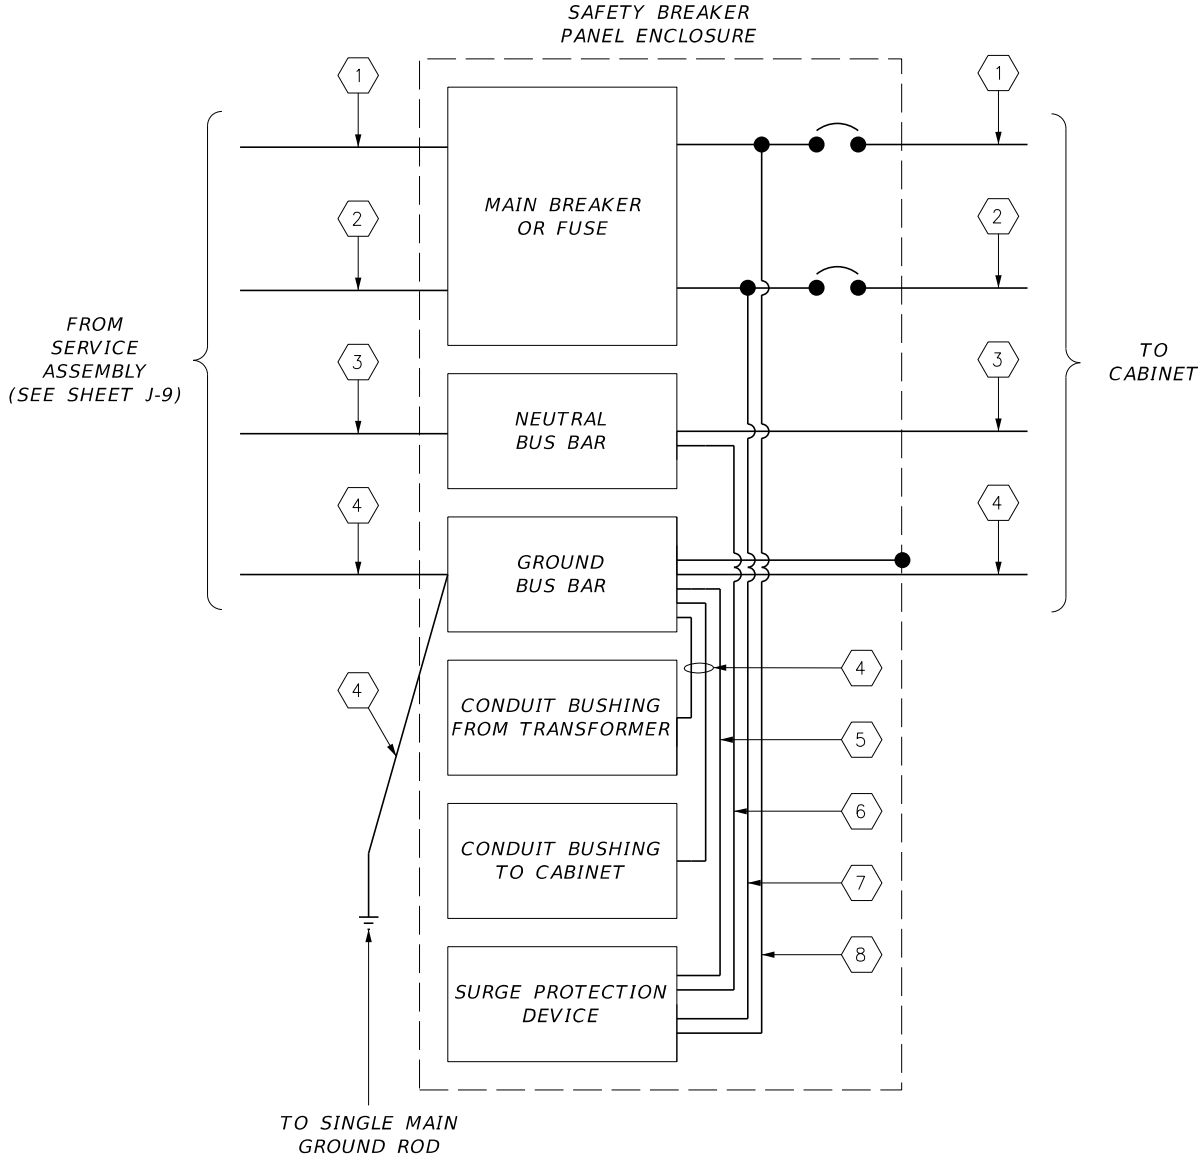 SAFETY BREAKER
PANEL ENCLOSURE
1
1
MAIN BREAKER
OR FUSE
2
2
FROM
SERVICE
ASSEMBLY
(SEE SHEET J-9)
TO
CABINET
3
3
NEUTRAL
BUS BAR
4
4
GROUND
BUS BAR
4
4
CONDUIT BUSHING
FROM TRANSFORMER
5
6
CONDUIT BUSHING
TO CABINET
7
8
SURGE PROTECTION
DEVICE
TO SINGLE MAIN
GROUND ROD